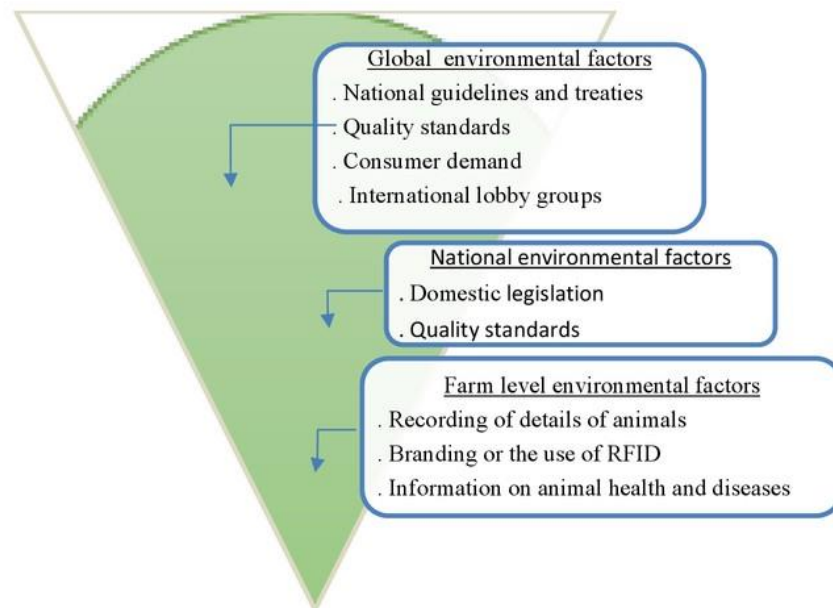 Global environmental factors
. National guidelines and treaties
. Quality standards
. Consumer demand
. International lobby groups
National environmental factors
. Domestic legislation
. Quality standards
Farm level environmental factors
. Recording of details of animals
. Branding or the use of RFID
. Information on animal health and diseases